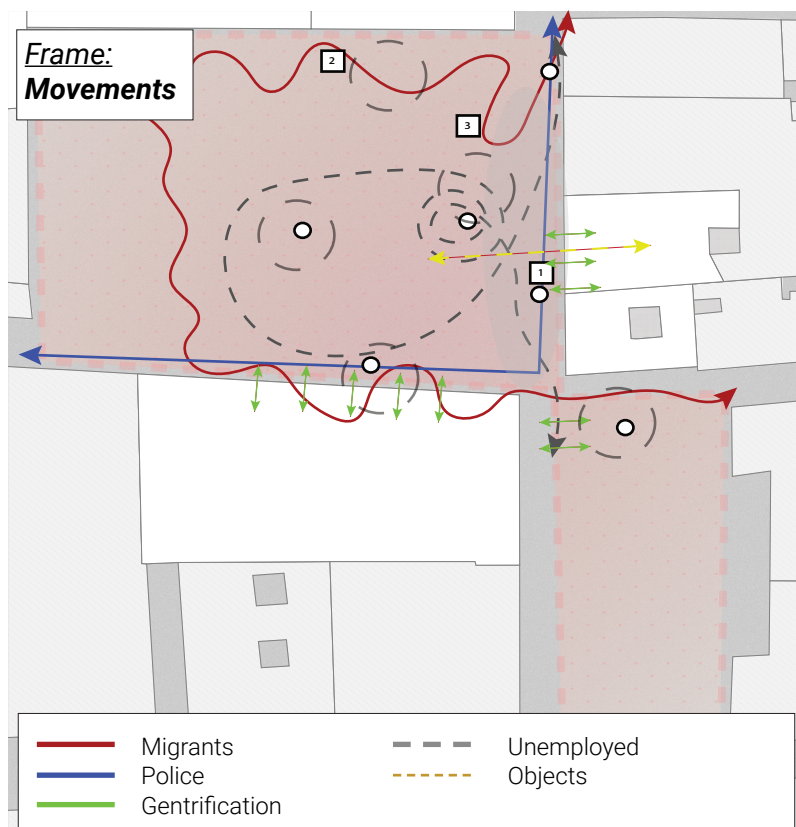 Frame:
Movements
2
3
1
Migrants
Police
Gentrification
Unemployed
Objects